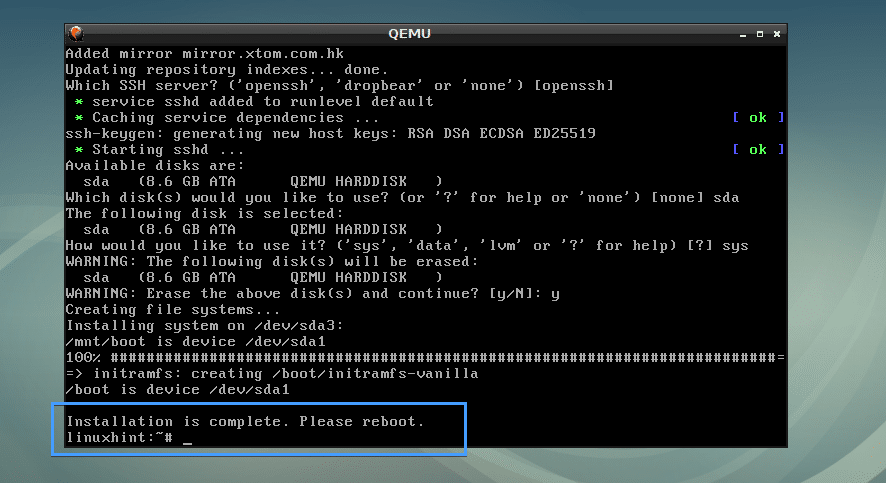 QEMU
Added mirror mirror.xtom.com.hk
Updating repository indexes... done.
Which SSH server? ('openssh', 'dropbear' or 'none') [openssh]
 * service sshd added to runlevel default
 * Caching service dependencies ... [ ok ]
ssh-keygen: generating new host keys: RSA DSA ECDSA ED25519
 * Starting sshd ... [ ok ]
Available disks are:
  sda   (8.6 GB ATA      QEMU HARDDISK   )
Which disk(s) would you like to use? (or '?' for help or 'none') [none] sda
The following disk is selected:
  sda   (8.6 GB ATA      QEMU HARDDISK   )
How would you like to use it? ('sys', 'data', 'lvm' or '?' for help) [?] sys
WARNING: The following disk(s) will be erased:
  sda   (8.6 GB ATA      QEMU HARDDISK   )
WARNING: Erase the above disk(s) and continue? [y/N]: y
Creating file systems...
Installing system on /dev/sda3:
/mnt/boot is device /dev/sda1
100% ##########################################################################=
=> initramfs: creating /boot/initramfs-vanilla
/boot is device /dev/sda1
Installation is complete. Please reboot.
linuxhint:~# _